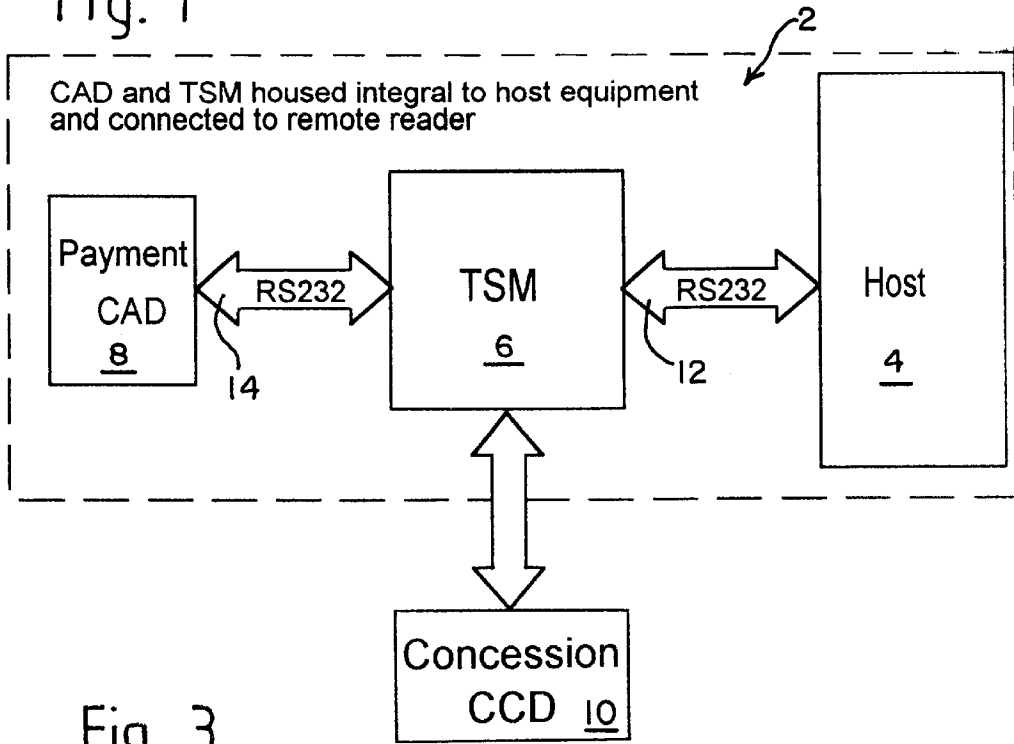 Fig. 1
2
CAD and TSM housed integral to host equipment
and connected to remote reader
Payment
CAD
8
RS232
14
TSM
6
RS232
12
Host
4
Concession
CCD 10
Fig. 3